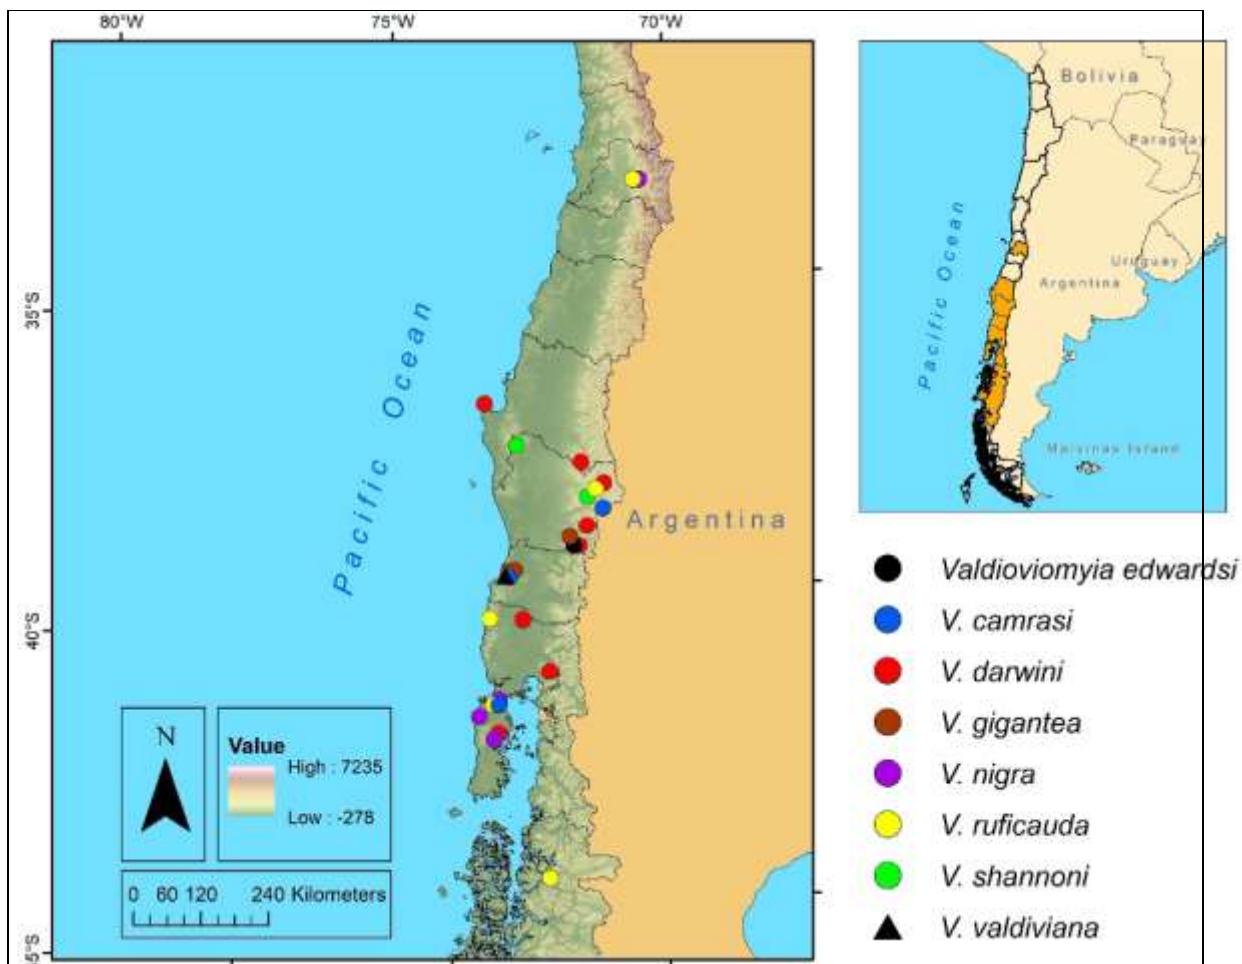 80°W 75°W 70°W
35°S
40°S
45°S
Pacific Ocean
Argentina
N
Value
High : 7235
Low : -278
0 60 120 240 Kilometers
Bolivia
Paraguay
Uruguay
Argentina
Pacific Ocean
Malvinas Island
Valdioviomyia edwardsi
V. camrasi
V. darwini
V. gigantea
V. nigra
V. ruficauda
V. shannoni
V. valdiviana